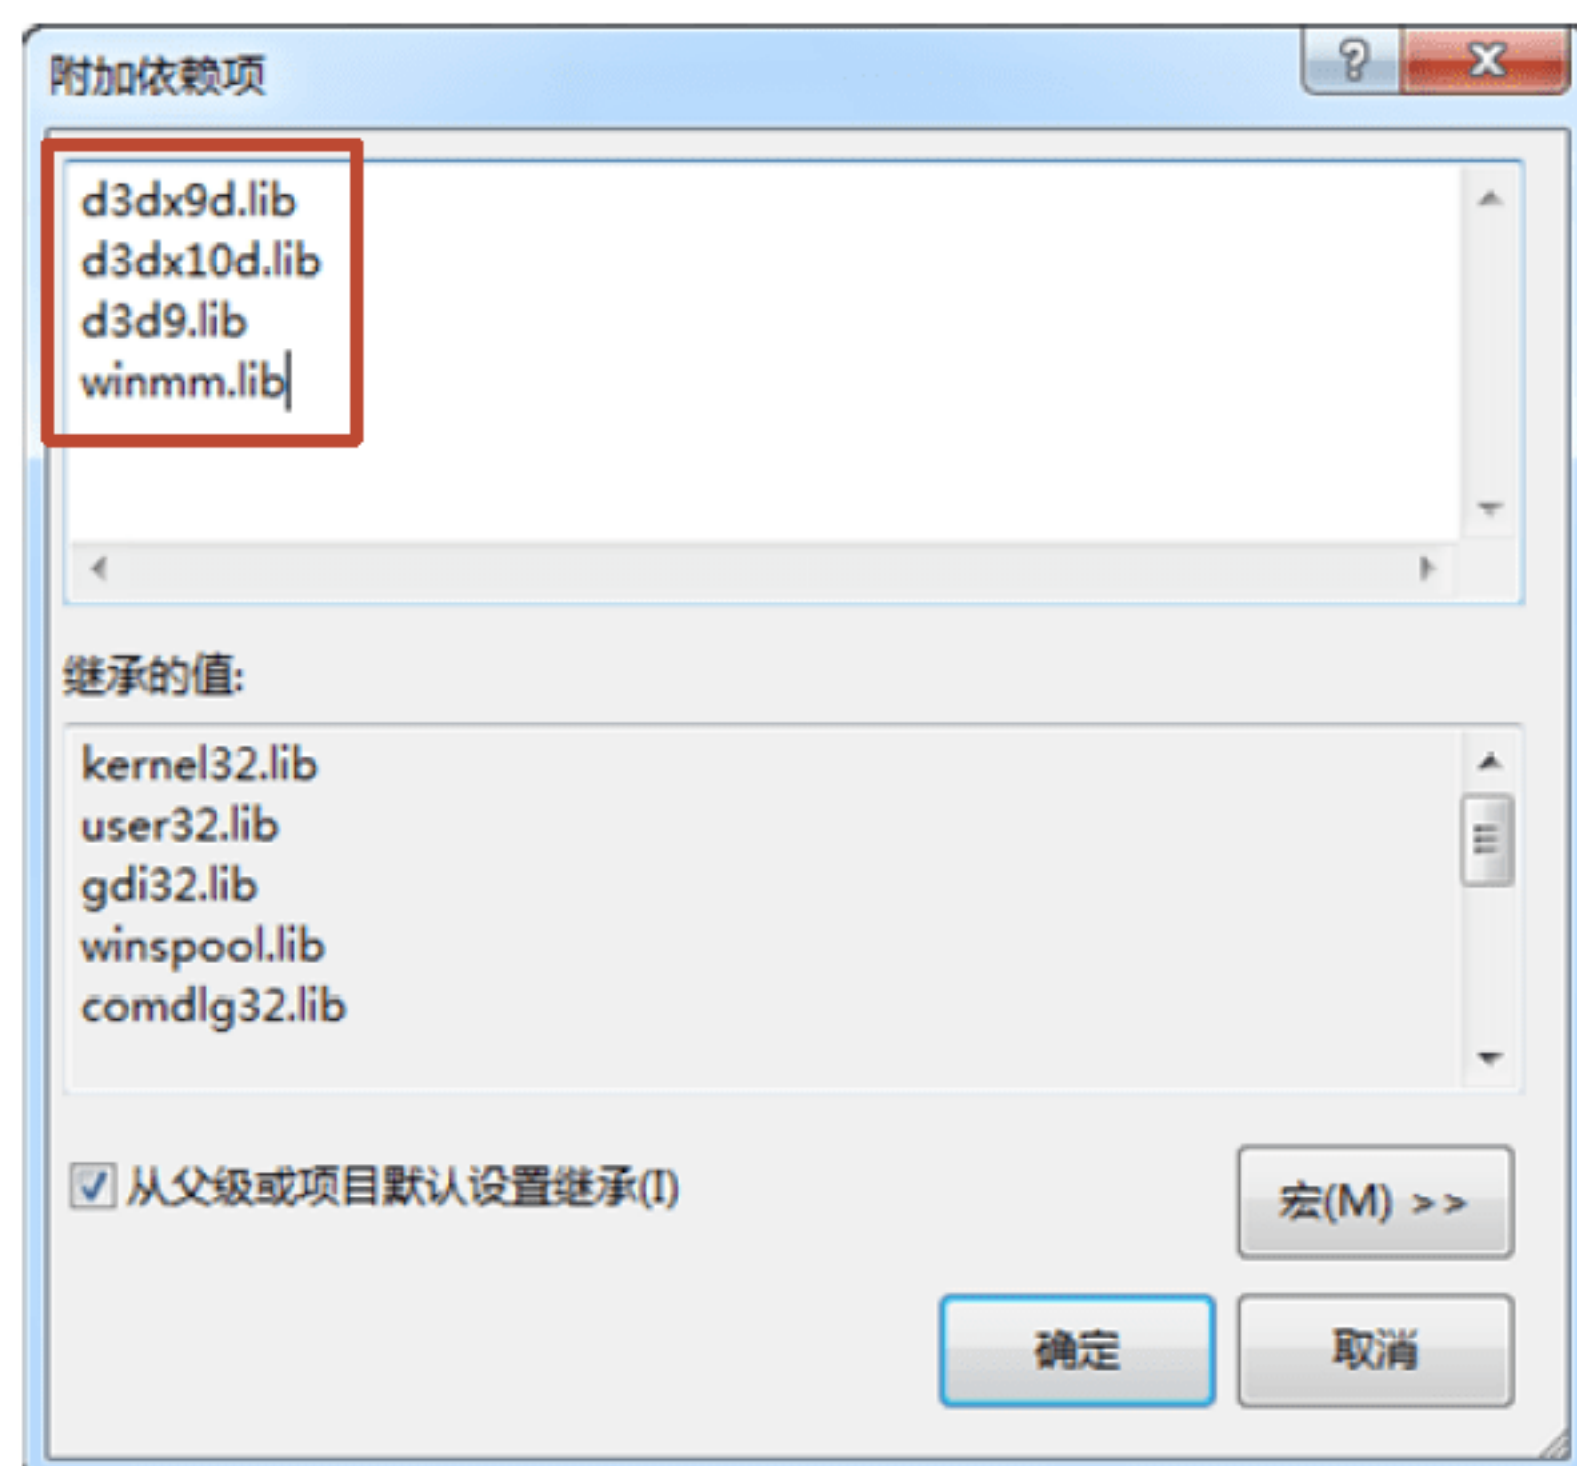 附加依赖项
d3dx9d.lib
d3dx10d.lib
d3d9.lib
winmm.lib
继承的值:
kernel32.lib
user32.lib
gdi32.lib
winspool.lib
comdlg32.lib
从父级或项目默认设置继承(I)
宏(M) >>
确定
取消